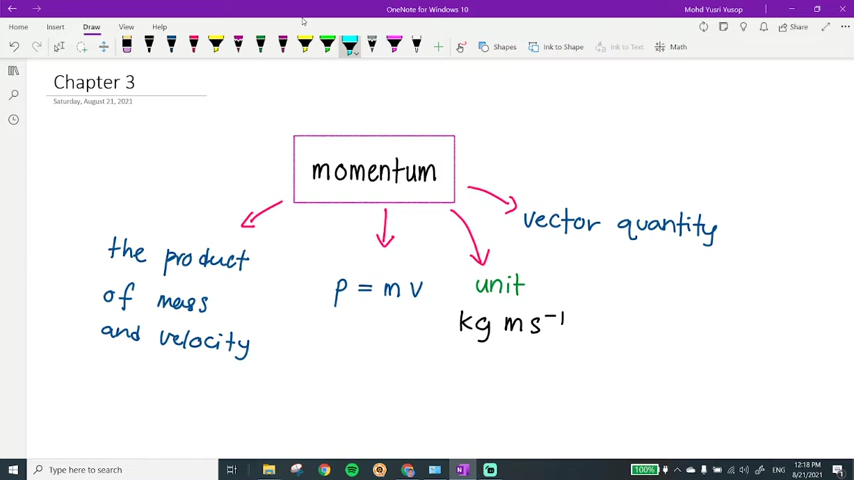 OneNote for Windows 10
Mohd Yusri Yusop
Home Insert Draw View Help
Share
Shapes Ink to Shape Ink to Text Math
Chapter 3
Saturday, August 21, 2021
momentum
vector quantity
the product
of mass
and velocity
p = m v
unit
kg m s⁻¹
Type here to search
100%
ENG
12:18 PM
8/21/2021